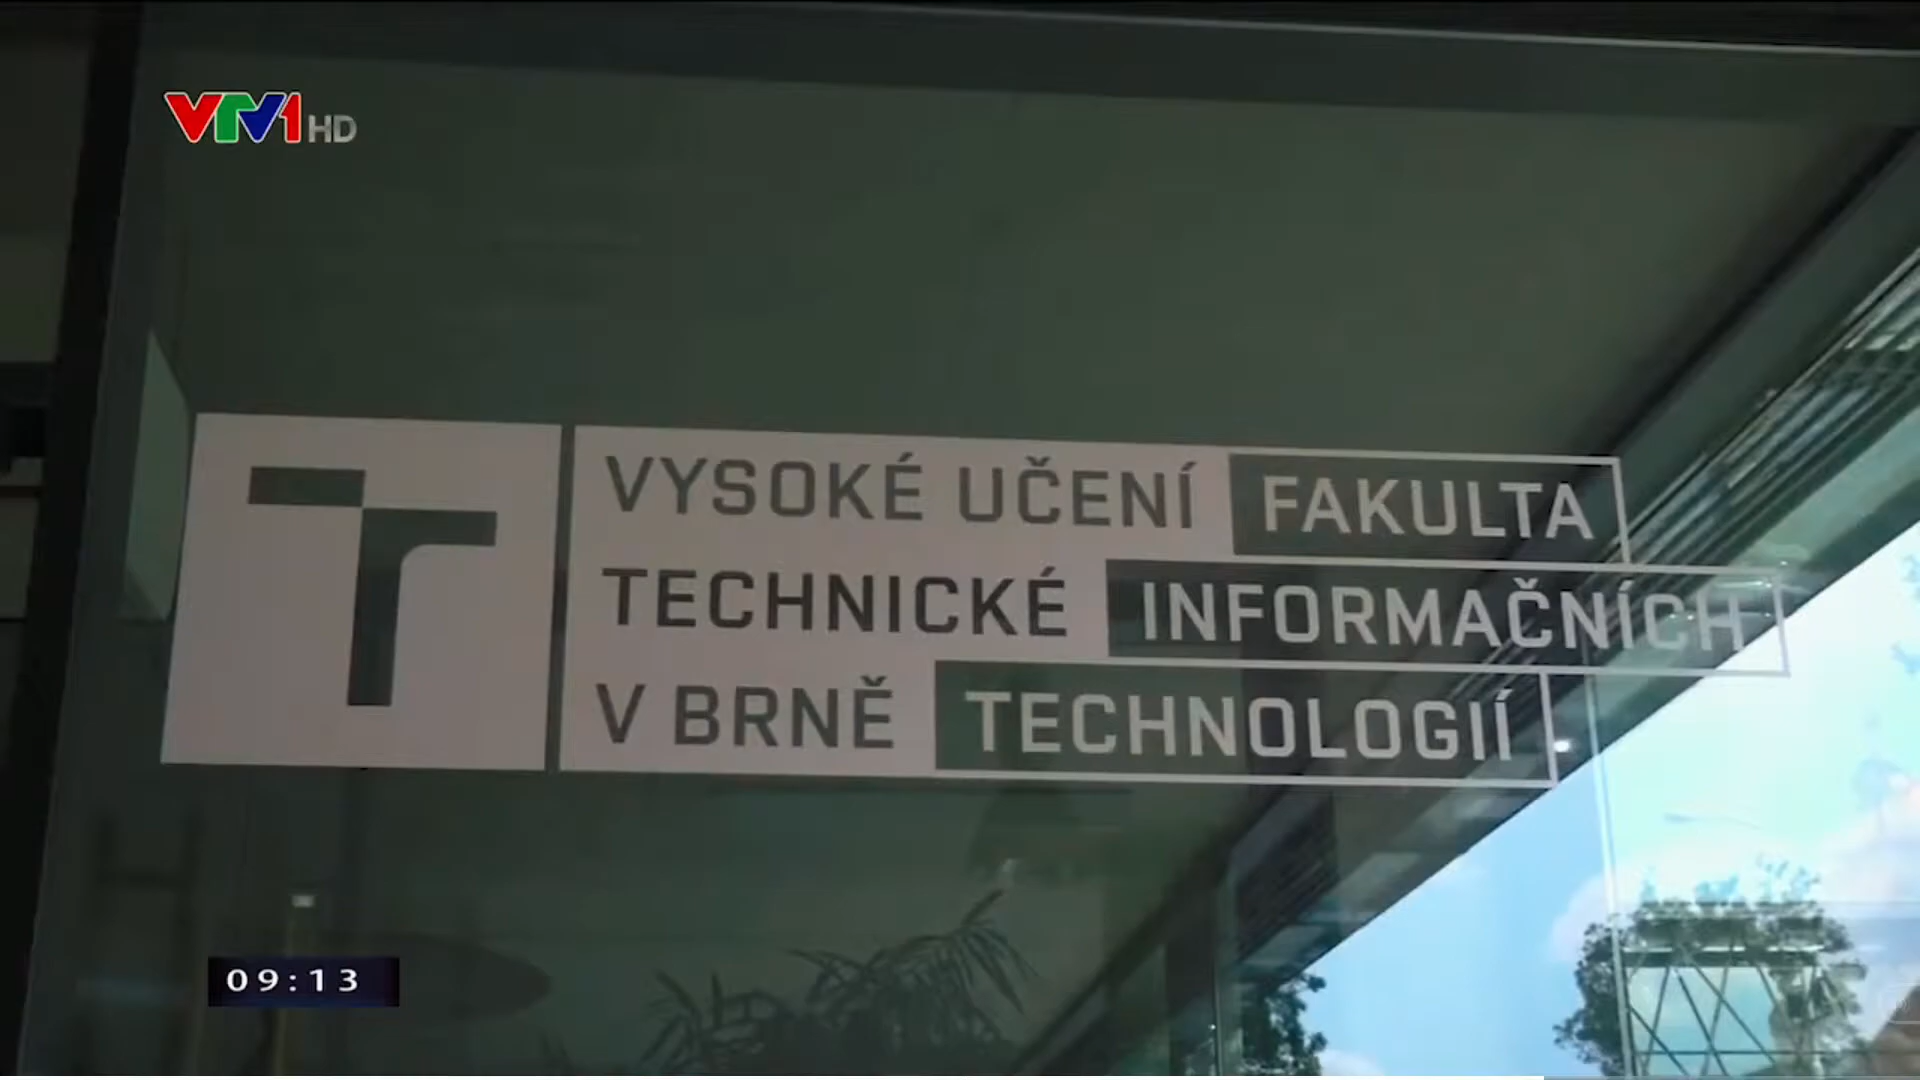 VTV1 HD
VYSOKÉ UČENÍ FAKULTA
TECHNICKÉ INFORMAČNÍCH
V BRNĚ TECHNOLOGIÍ
09:13